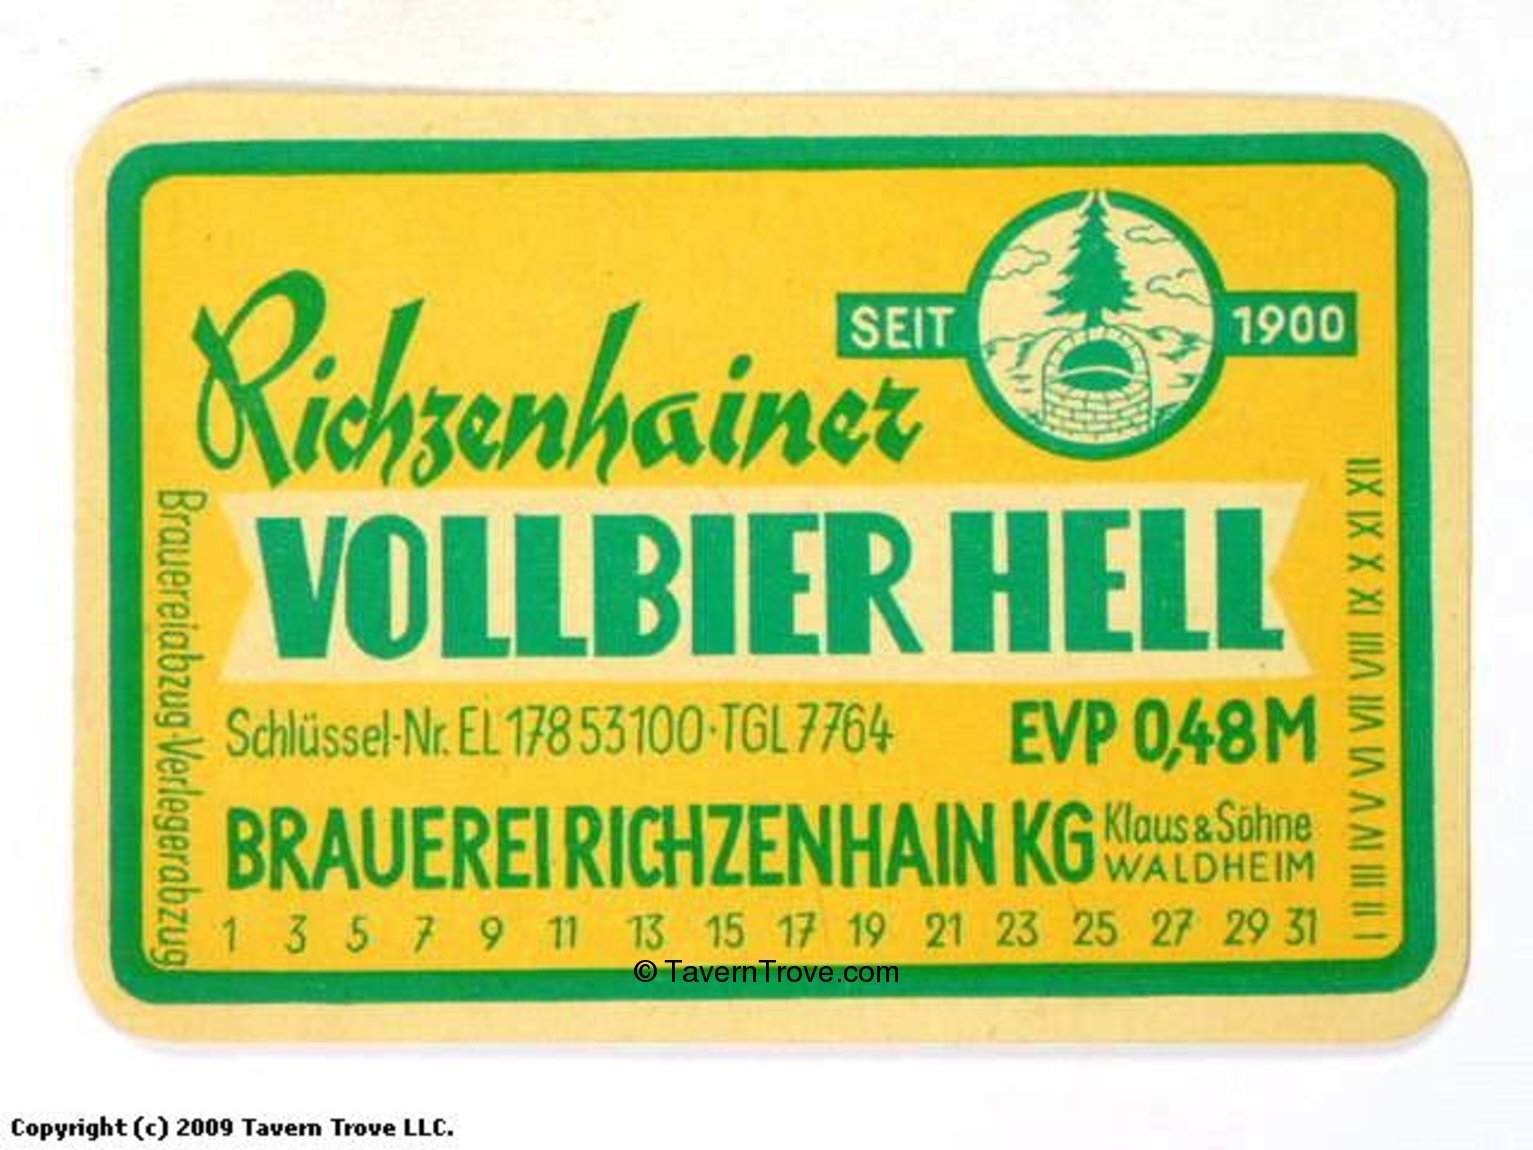 SEIT 1900
Richzenhainer
VOLLBIER HELL
Schlüssel-Nr. EL 178 53 100 · TGL 7764
EVP 0,48 M
BRAUEREI RICHZENHAIN KG
Klaus & Söhne
WALDHEIM
1 3 5 7 9 11 13 15 17 19 21 23 25 27 29 31
Brauereiabzug-Verlegerabzug
I II III IV V VI VII VIII IX X XI XII
© TavernTrove.com
Copyright (c) 2009 Tavern Trove LLC.